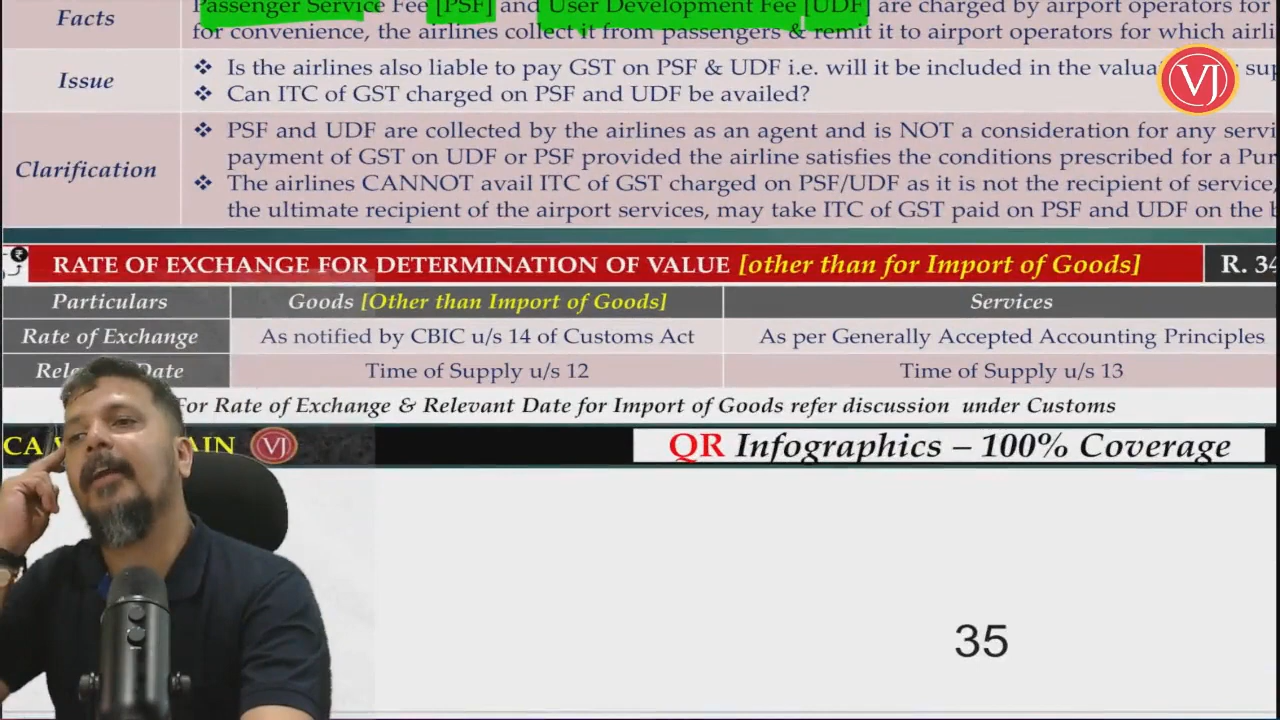 Passenger Service Fee [PSF] and User Development Fee [UDF] are charged by airport operators for
Facts
for convenience, the airlines collect it from passengers & remit it to airport operators for which
❖ Is the airlines also liable to pay GST on PSF & UDF i.e. will it be included in the
Issue
❖ Can ITC of GST charged on PSF and UDF be availed?
❖ PSF and UDF are collected by the airlines as an agent and is NOT a consideration for any
payment of GST on UDF or PSF provided the airline satisfies the conditions prescribed for a
Clarification
❖ The airlines CANNOT avail ITC of GST charged on PSF/UDF as it is not the recipient of service,
the ultimate recipient of the airport services, may take ITC of GST paid on PSF and UDF on the
VJ
RATE OF EXCHANGE FOR DETERMINATION OF VALUE [other than for Import of Goods] R. 34
Particulars Goods [Other than Import of Goods] Services
Rate of Exchange As notified by CBIC u/s 14 of Customs Act As per Generally Accepted Accounting Principles
Date Time of Supply u/s 12 Time of Supply u/s 13
For Rate of Exchange & Relevant Date for Import of Goods refer discussion under Customs
CA VJ QR Infographics – 100% Coverage
35